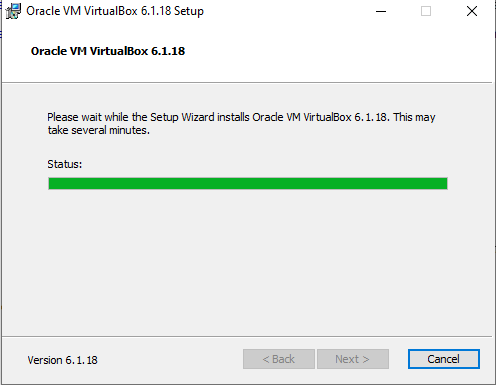 Oracle VM VirtualBox 6.1.18 Setup
Oracle VM VirtualBox 6.1.18
Please wait while the Setup Wizard installs Oracle VM VirtualBox 6.1.18. This may
take several minutes.
Status:
Version 6.1.18
< Back
Next >
Cancel